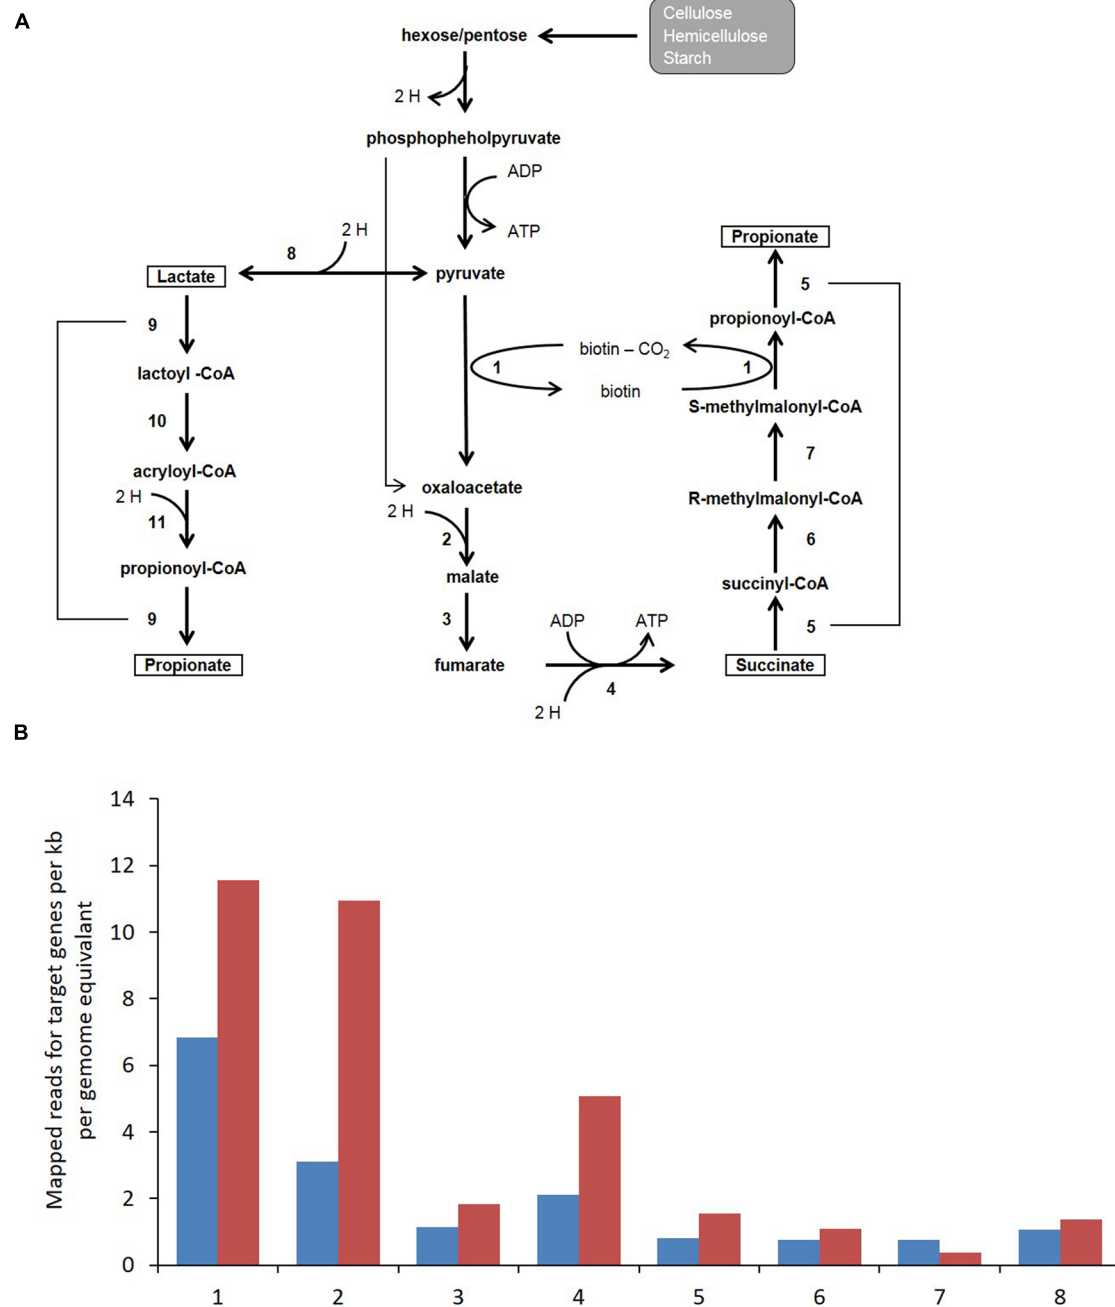 A
Cellulose
Hemicellulose
Starch
hexose/pentose
2 H
phosphopheholpyruvate
ADP
ATP
2 H
8
Propionate
Lactate
pyruvate
5
9
propionoyl-CoA
biotin – CO2
1
1
lactoyl -CoA
biotin
S-methylmalonyl-CoA
10
7
acryloyl-CoA
oxaloacetate
R-methylmalonyl-CoA
2 H
2 H
11
2
6
propionoyl-CoA
malate
succinyl-CoA
9
3
ADP
ATP
5
Propionate
fumarate
Succinate
4
2 H
B
Mapped reads for target genes per kb
per gemome equivalant
14
12
10
8
6
4
2
0
1 2 3 4 5 6 7 8